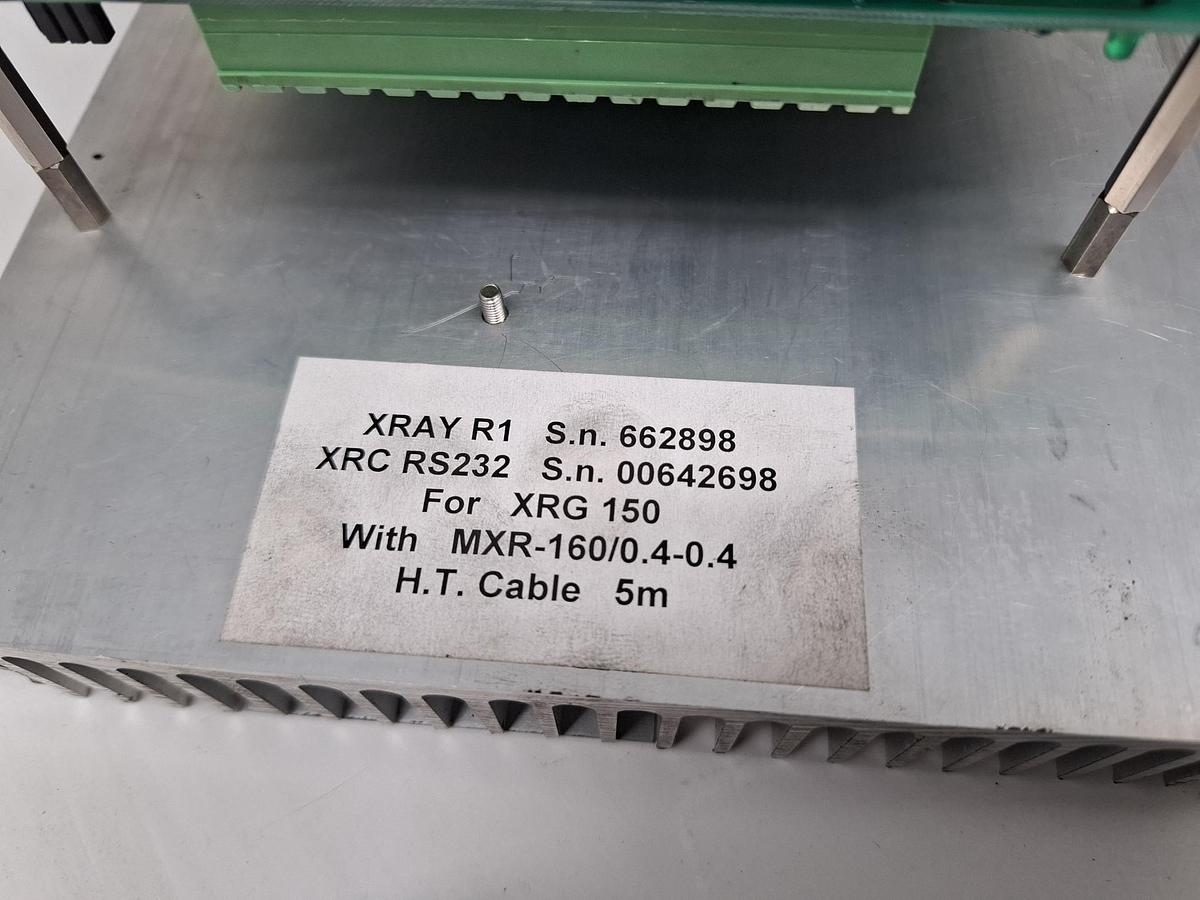 XRAY R1 S.n. 662898
XRC RS232 S.n. 00642698
For XRG 150
With MXR-160/0.4-0.4
H.T. Cable 5m